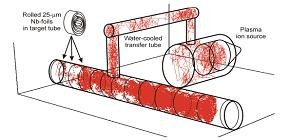 Rolled 25-μm
Nb-foils
in target tube
Water-cooled
transfer tube
Plasma
ion source